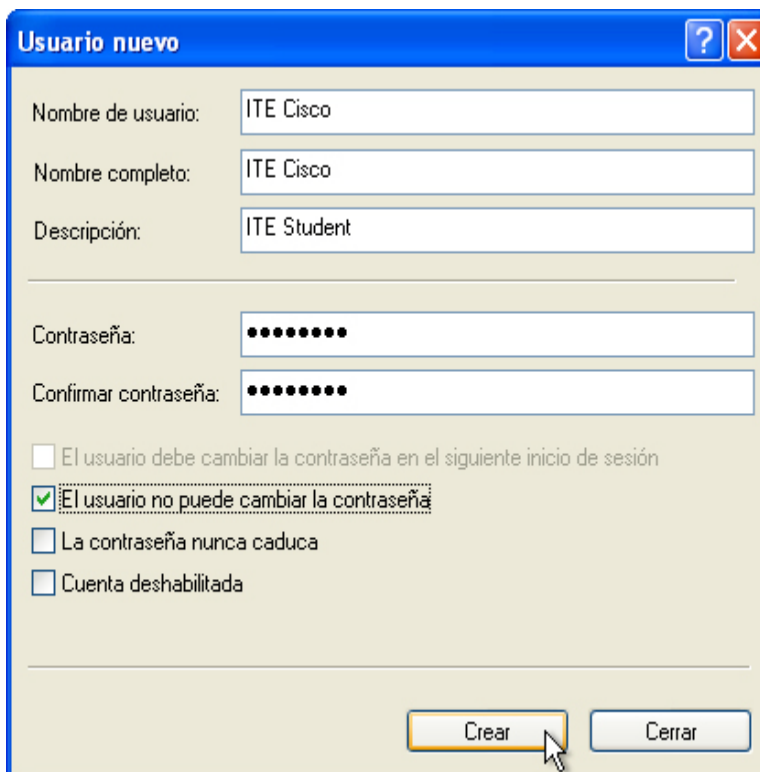 Usuario nuevo
Nombre de usuario: ITE Cisco
Nombre completo: ITE Cisco
Descripción: ITE Student
Contraseña: ●●●●●●●●
Confirmar contraseña: ●●●●●●●●
El usuario debe cambiar la contraseña en el siguiente inicio de sesión
El usuario no puede cambiar la contraseña
La contraseña nunca caduca
Cuenta deshabilitada
Crear Cerrar